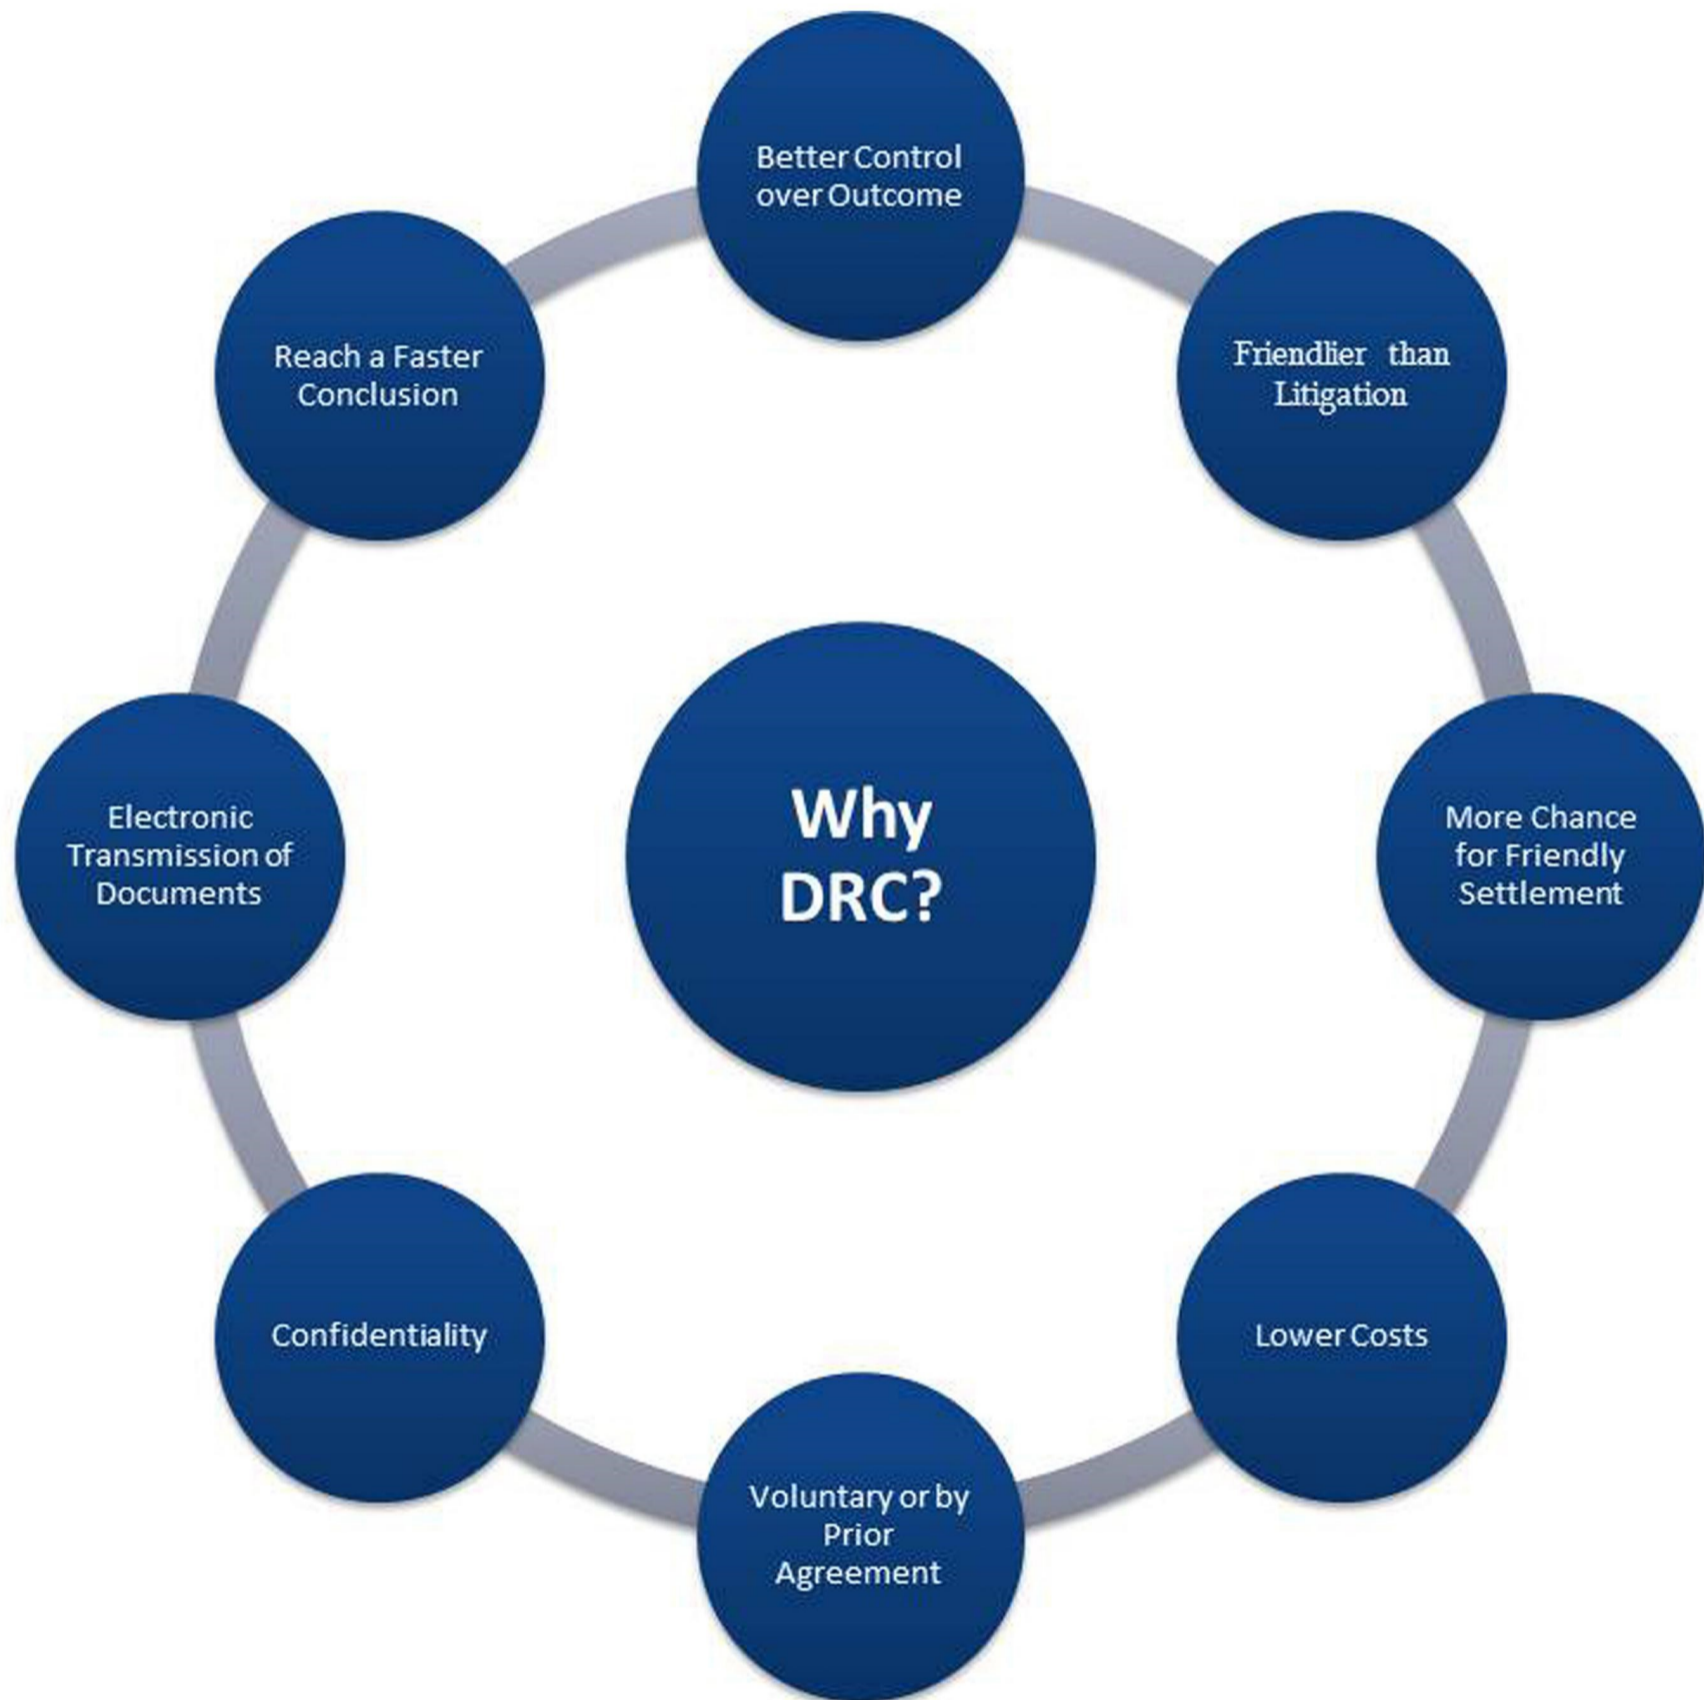 Better Control
over Outcome
Friendlier than
Litigation
More Chance
for Friendly
Settlement
Lower Costs
Voluntary or by
Prior
Agreement
Confidentiality
Electronic
Transmission of
Documents
Reach a Faster
Conclusion
Why
DRC?